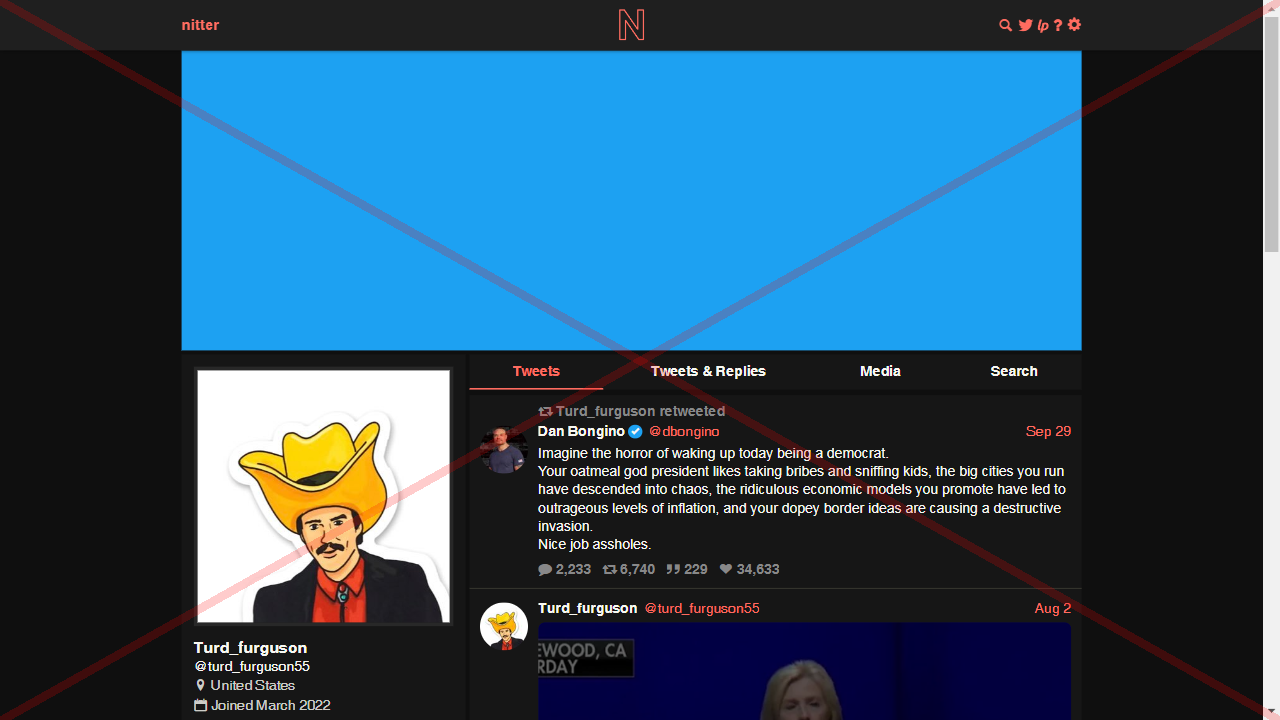 nitter
N
lp ?
Tweets
Tweets & Replies
Media
Search
Turd_furguson retweeted
Dan Bongino @dbongino Sep 29
Imagine the horror of waking up today being a democrat.
Your oatmeal god president likes taking bribes and sniffing kids, the big cities you run
have descended into chaos, the ridiculous economic models you promote have led to
outrageous levels of inflation, and your dopey border ideas are causing a destructive
invasion.
Nice job assholes.
2,233 6,740 229 34,633
Turd_furguson @turd_furguson55 Aug 2
EWOOD, CA
RDAY
Turd_furguson
@turd_furguson55
United States
Joined March 2022